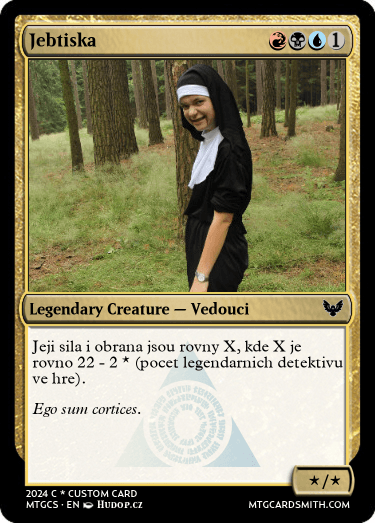 Jebtiska
1
Legendary Creature — Vedouci
Jeji sila i obrana jsou rovny X, kde X je
rovno 22 - 2 * (pocet legendarnich detektivu
ve hre).
Ego sum cortices.
★/★
2024 C * CUSTOM CARD
MTGCS · EN HUDOP.CZ
MTGCARDSMITH.COM